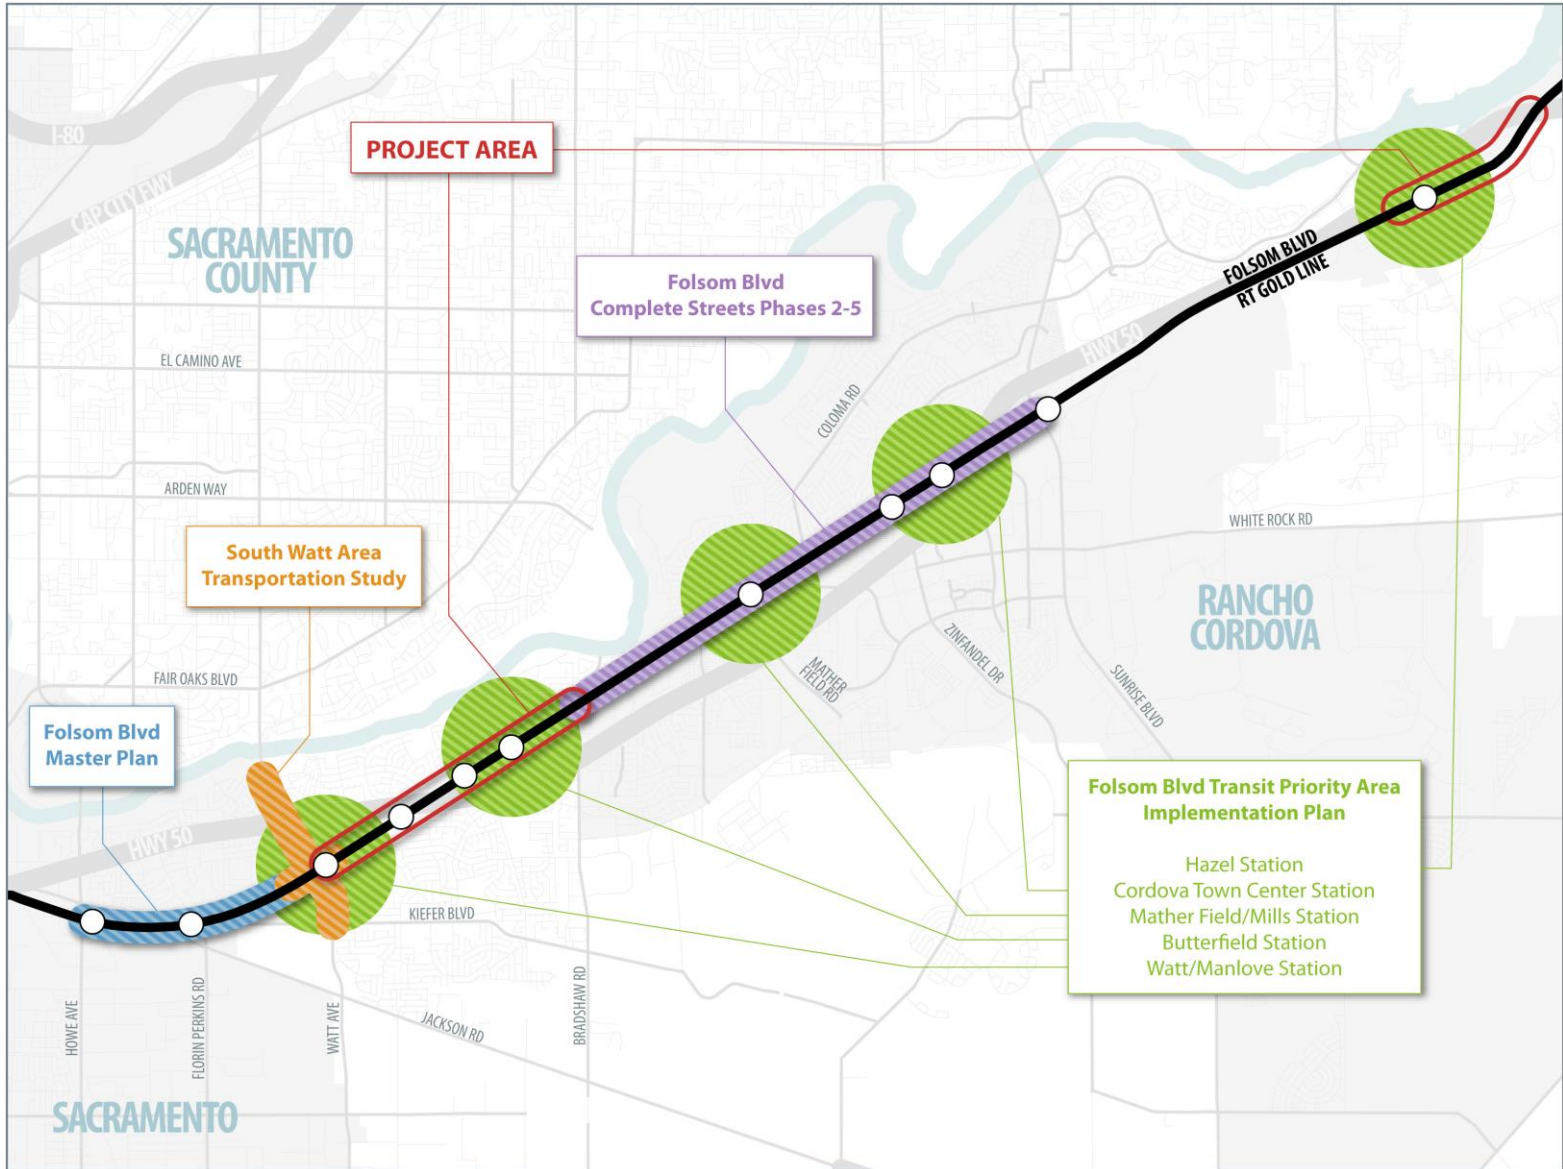 I-80
CAP CITY FWY
PROJECT AREA
SACRAMENTO
COUNTY
Folsom Blvd
Complete Streets Phases 2-5
FOLSOM BLVD
RT GOLD LINE
HWY 50
EL CAMINO AVE
COLOMA RD
ARDEN WAY
WHITE ROCK RD
South Watt Area
Transportation Study
RANCHO
CORDOVA
ZINFANDEL DR
MATHER
FIELD RD
SUNRISE BLVD
FAIR OAKS BLVD
Folsom Blvd
Master Plan
HWY 50
Folsom Blvd Transit Priority Area
Implementation Plan
Hazel Station
Cordova Town Center Station
Mather Field/Mills Station
Butterfield Station
Watt/Manlove Station
KIEFER BLVD
HOWE AVE
FLORIN PERKINS RD
WATT AVE
JACKSON RD
BRADSHAW RD
SACRAMENTO